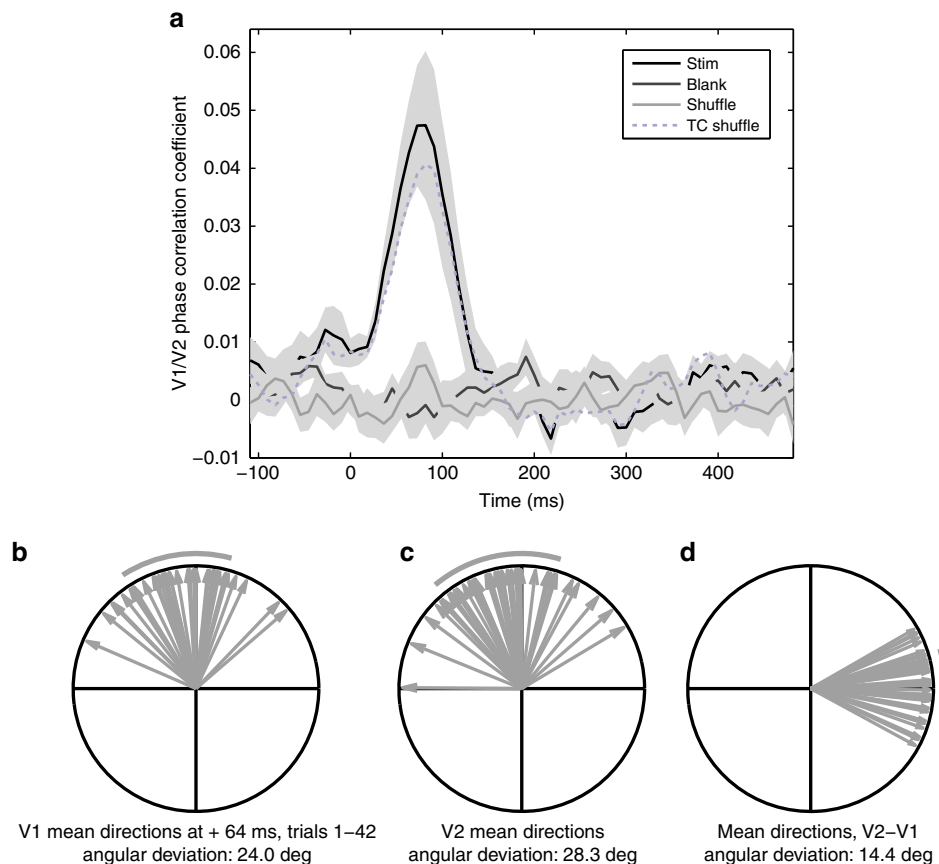 a
0.06
0.05
0.04
0.03
0.02
0.01
0
−0.01
V1/V2 phase correlation coefficient
Stim
Blank
Shuffle
TC shuffle
−100 0 100 200 300 400
Time (ms)
b
c
d
V1 mean directions at + 64 ms, trials 1–42
angular deviation: 24.0 deg
V2 mean directions
angular deviation: 28.3 deg
Mean directions, V2–V1
angular deviation: 14.4 deg